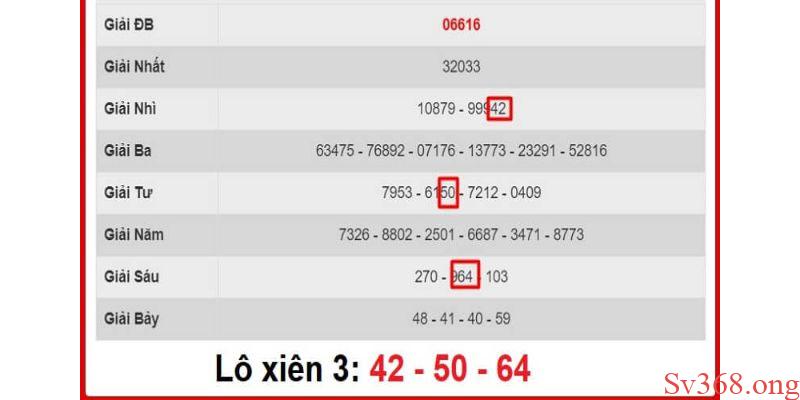 Giải ĐB 06616
Giải Nhất 32033
Giải Nhì 10879 - 99942
Giải Ba 63475 - 76892 - 07176 - 13773 - 23291 - 52816
Giải Tư 7953 - 6150 - 7212 - 0409
Giải Năm 7326 - 8802 - 2501 - 6687 - 3471 - 8773
Giải Sáu 270 - 964 - 103
Giải Bảy 48 - 41 - 40 - 59
Lô xiên 3: 42 - 50 - 64
Sv368.ong